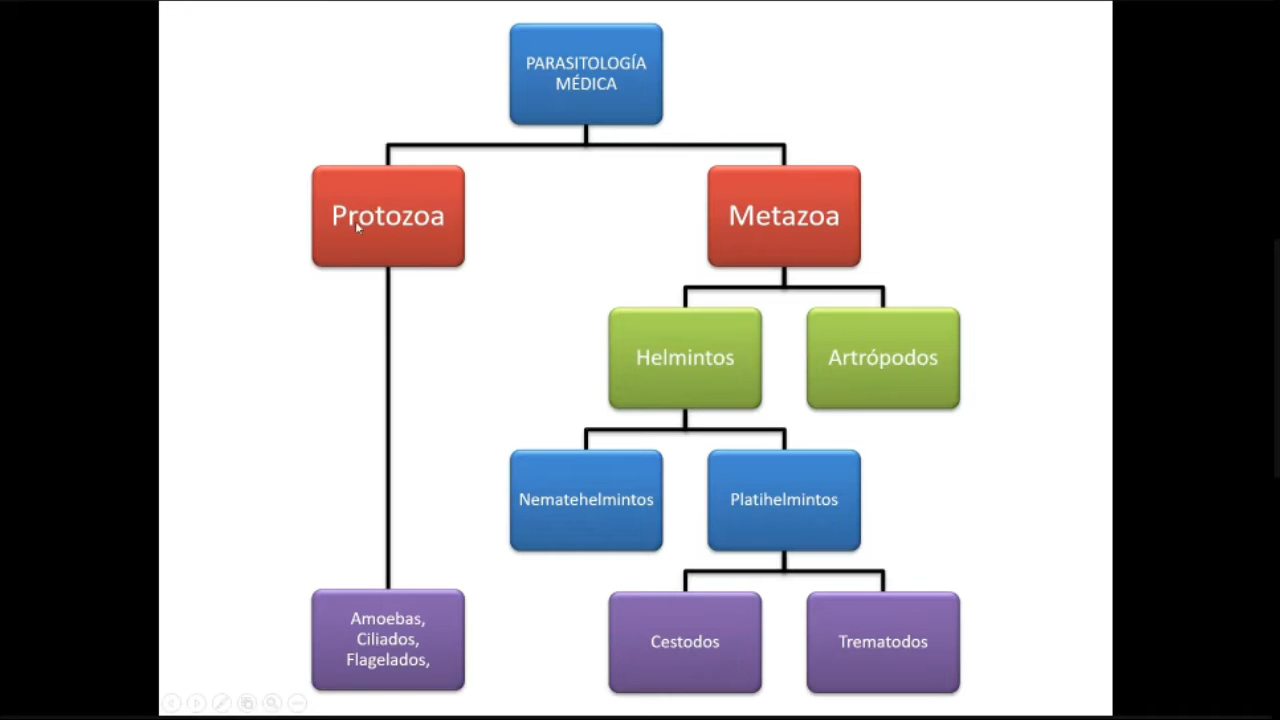 PARASITOLOGÍA
MÉDICA
Protozoa
Metazoa
Helmintos
Artrópodos
Nematehelmintos
Platihelmintos
Amoebas,
Ciliados,
Flagelados,
Cestodos
Trematodos